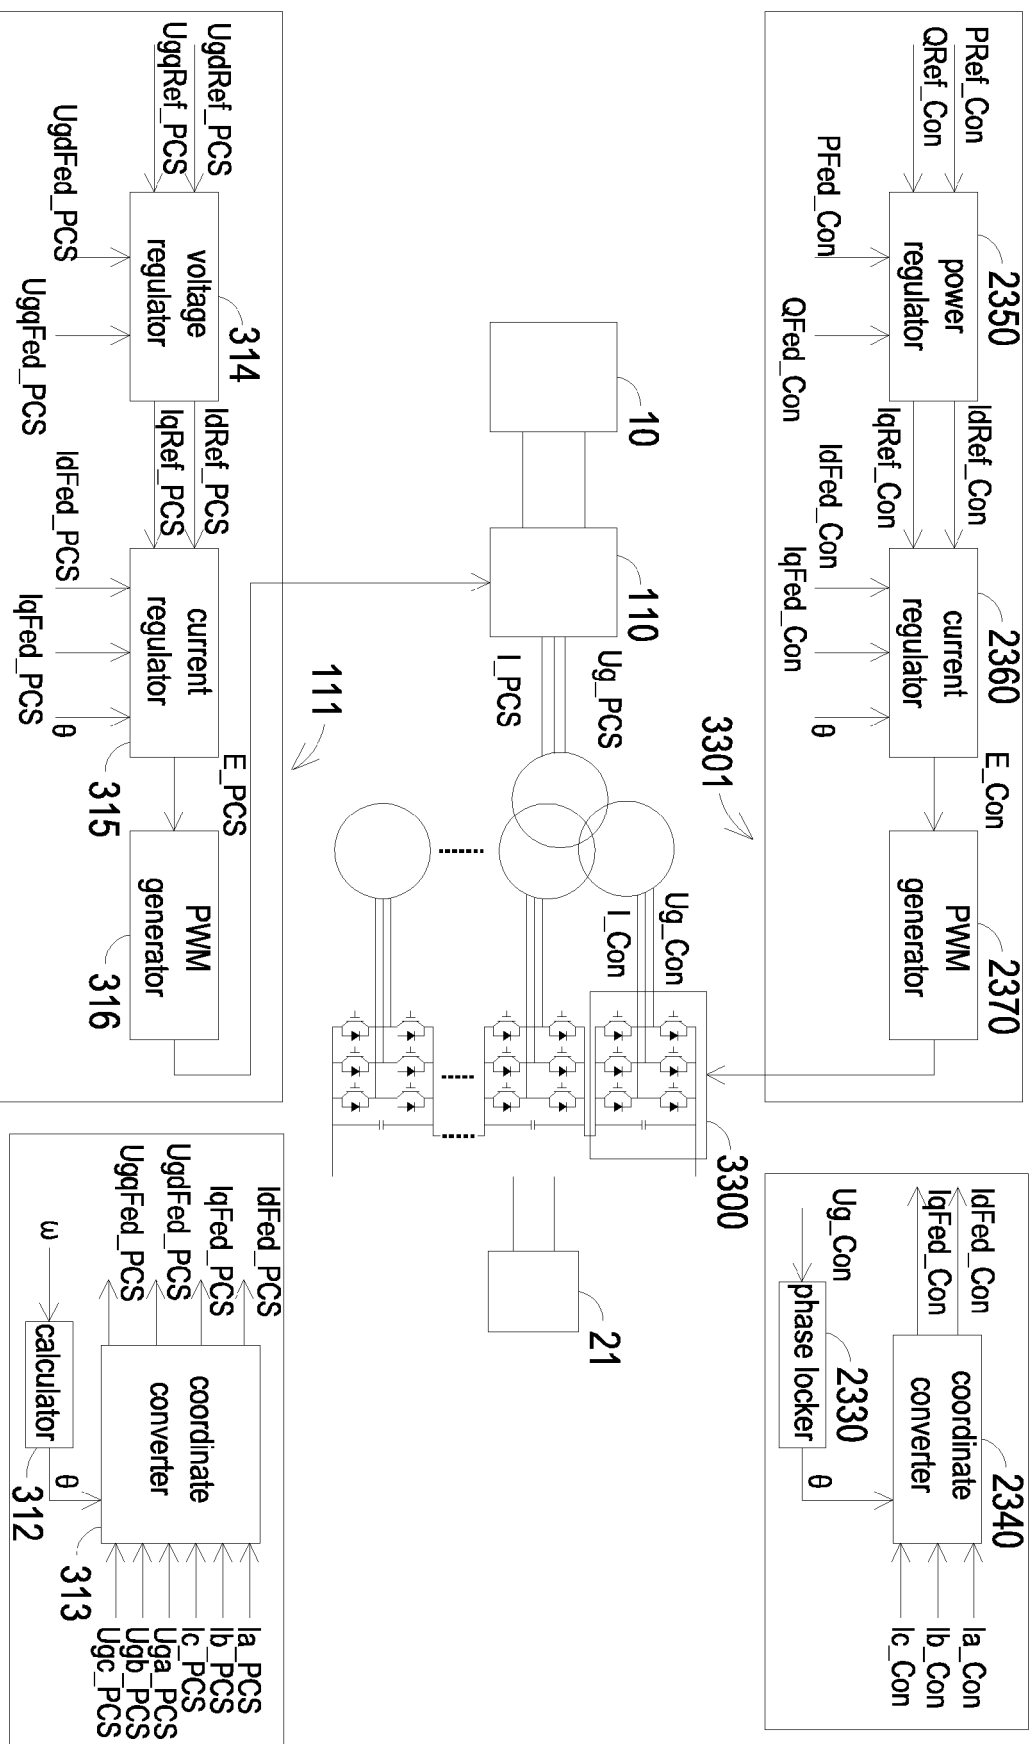 PRef_Con
QRef_Con
PFed_Con
QFed_Con
power
regulator
2350
IdRef_Con
IqRef_Con
IdFed_Con
IqFed_Con
θ
current
regulator
2360
E_Con
PWM
generator
2370
3301
IdFed_Con
IqFed_Con
Ug_Con
phase locker
2330
θ
coordinate
converter
2340
Ia_Con
Ib_Con
Ic_Con
10
110
Ug_PCS
I_PCS
Ug_Con
I_Con
3300
21
111
UgdRef_PCS
UgqRef_PCS
UgdFed_PCS
UgqFed_PCS
voltage
regulator
314
IdRef_PCS
IqRef_PCS
IdFed_PCS
IqFed_PCS
θ
current
regulator
315
E_PCS
PWM
generator
316
IdFed_PCS
IqFed_PCS
UgdFed_PCS
UgqFed_PCS
ω
calculator
312
θ
coordinate
converter
313
Ia_PCS
Ib_PCS
Ic_PCS
Uga_PCS
Ugb_PCS
Ugc_PCS